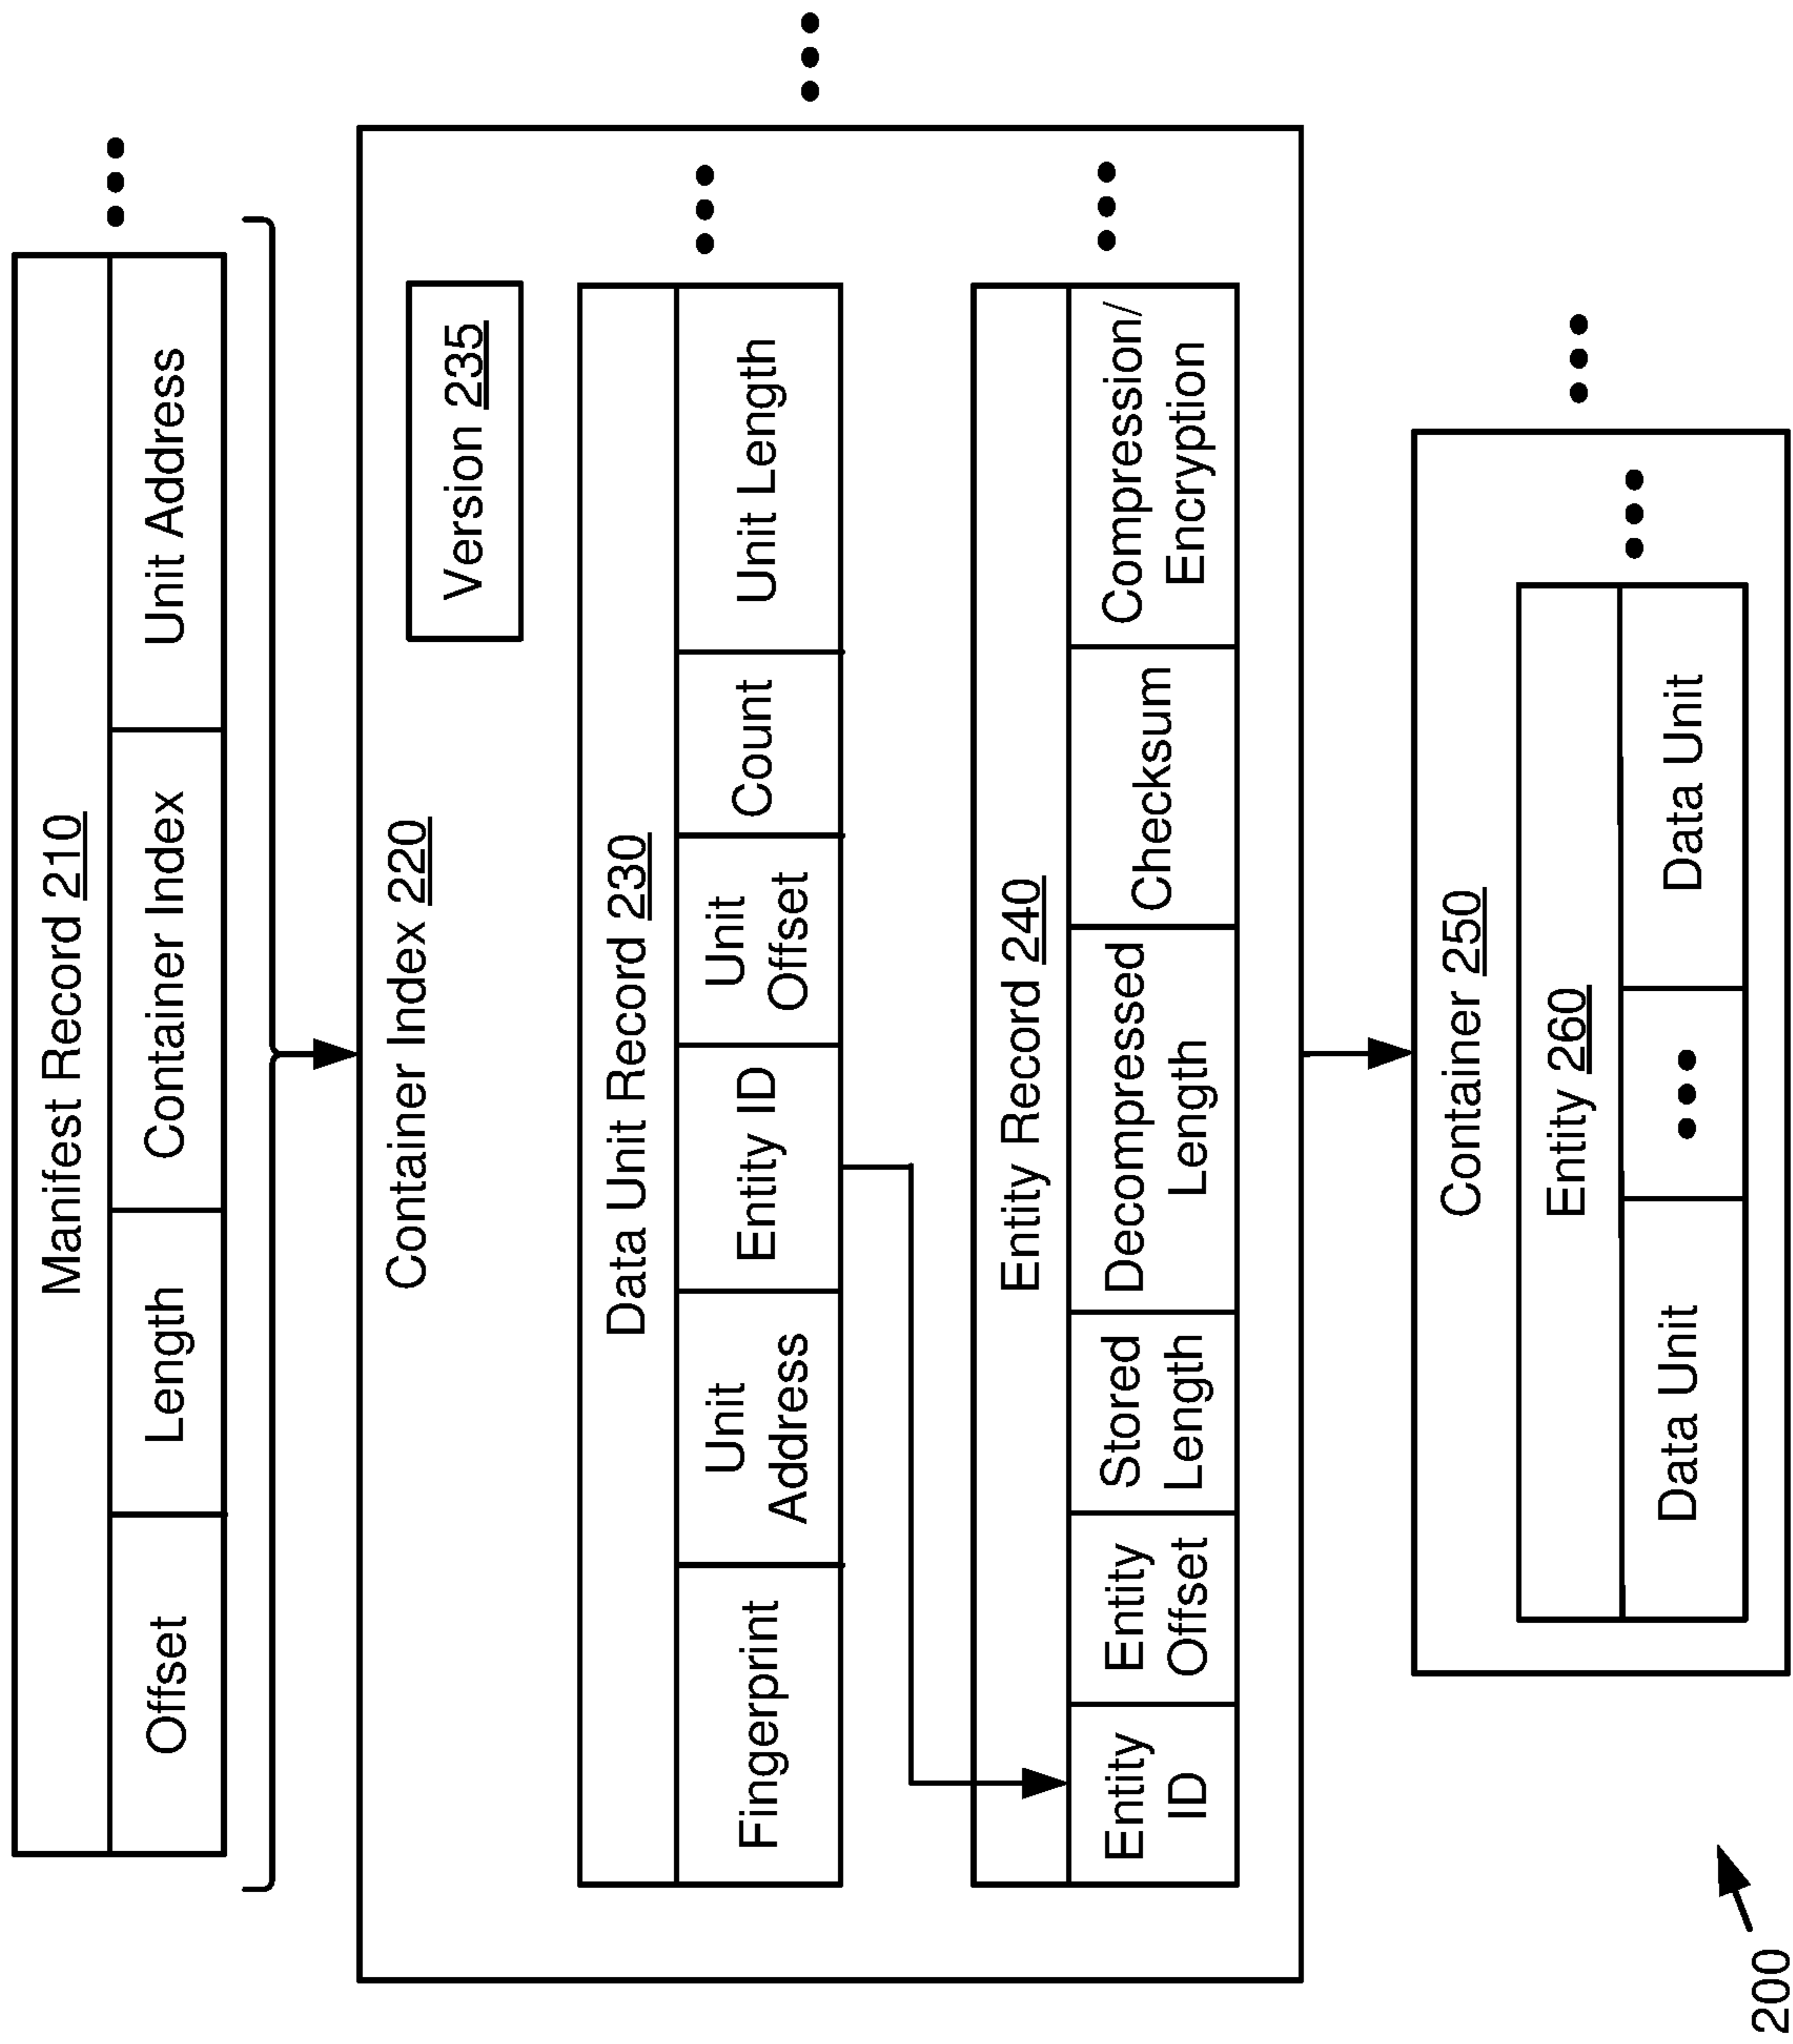 Manifest Record 210
Offset
Length
Container Index
Unit Address
Container Index 220
Version 235
Data Unit Record 230
Fingerprint
Unit
Address
Entity ID
Unit
Offset
Count
Unit Length
Entity Record 240
Entity
ID
Entity
Offset
Stored
Length
Decompressed
Length
Checksum
Compression/
Encryption
Container 250
Entity 260
Data Unit
Data Unit
200